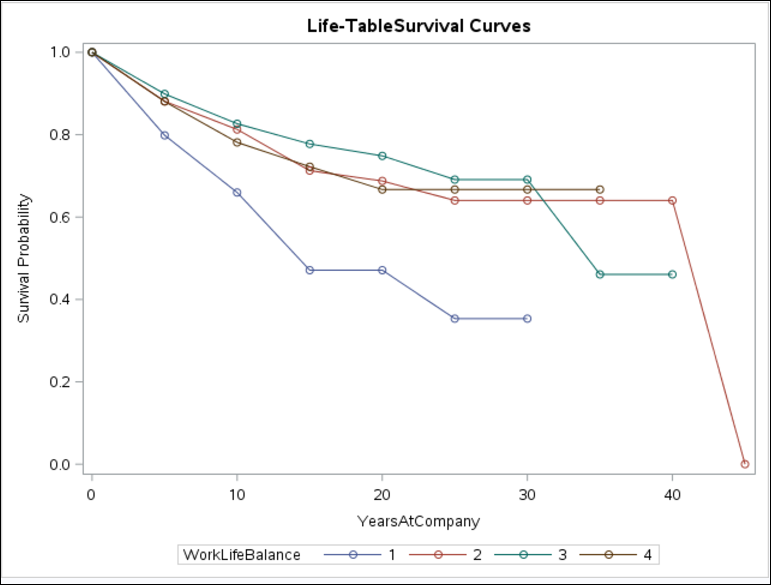 Life-TableSurvival Curves
1.0
0.8
0.6
0.4
0.2
0.0
Survival Probability
0 10 20 30 40
YearsAtCompany
WorkLifeBalance 1 2 3 4